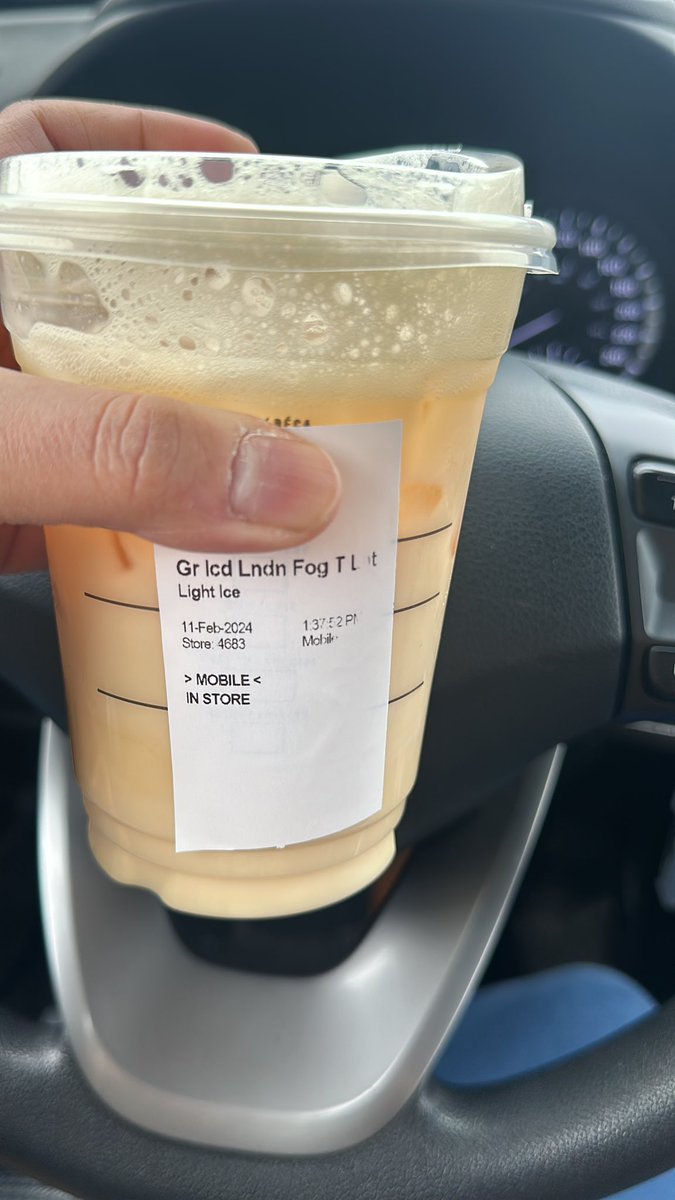 Gr Icd Lndn Fog T L t
Light Ice
11-Feb-2024 1:37:52 PM
Store: 4683 Mobile
> MOBILE <
IN STORE